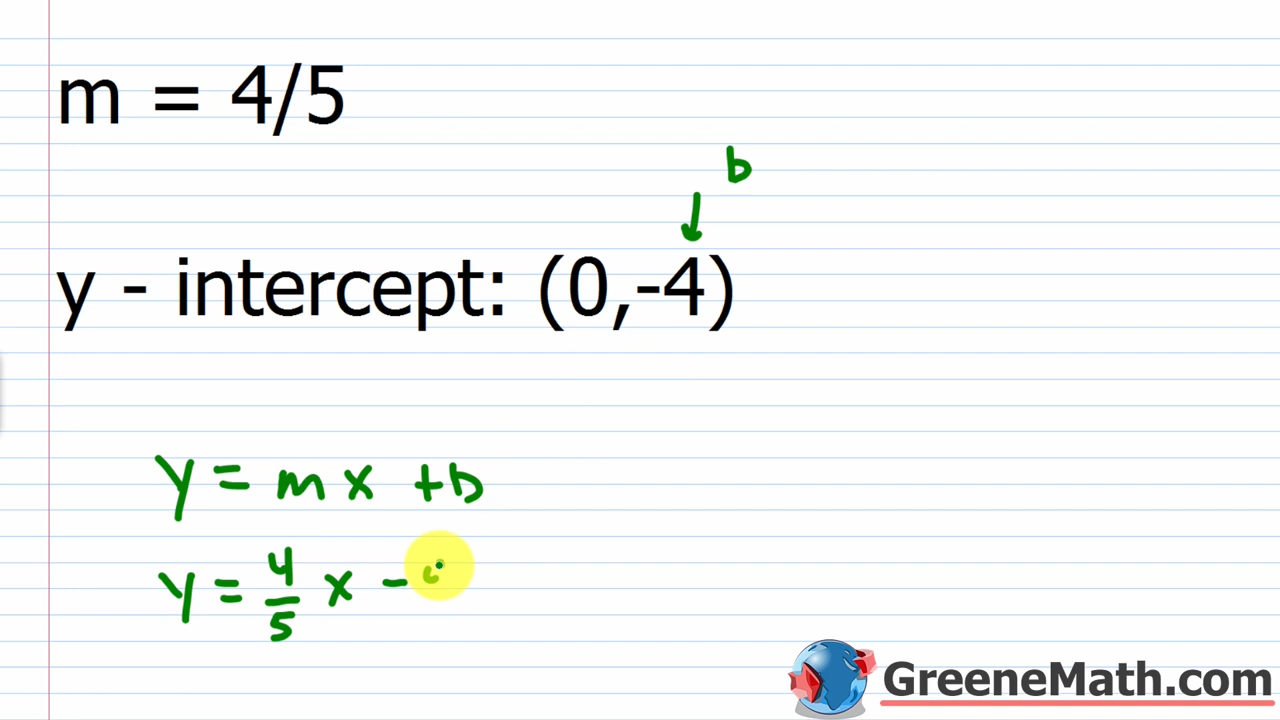 m = 4/5
b
y - intercept: (0,-4)
y = mx + b
y = 4/5 x -
GreeneMath.com